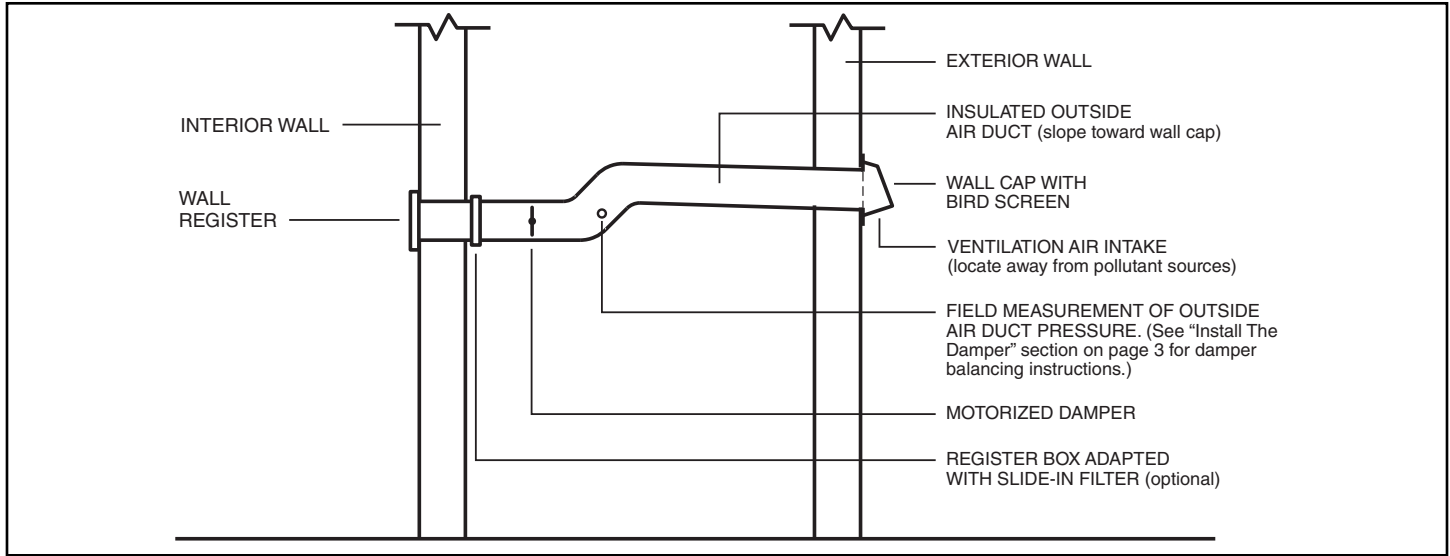 INTERIOR WALL
WALL
REGISTER
EXTERIOR WALL
INSULATED OUTSIDE
AIR DUCT (slope toward wall cap)
WALL CAP WITH
BIRD SCREEN
VENTILATION AIR INTAKE
(locate away from pollutant sources)
FIELD MEASUREMENT OF OUTSIDE
AIR DUCT PRESSURE. (See “Install The
Damper” section on page 3 for damper
balancing instructions.)
MOTORIZED DAMPER
REGISTER BOX ADAPTED
WITH SLIDE-IN FILTER (optional)